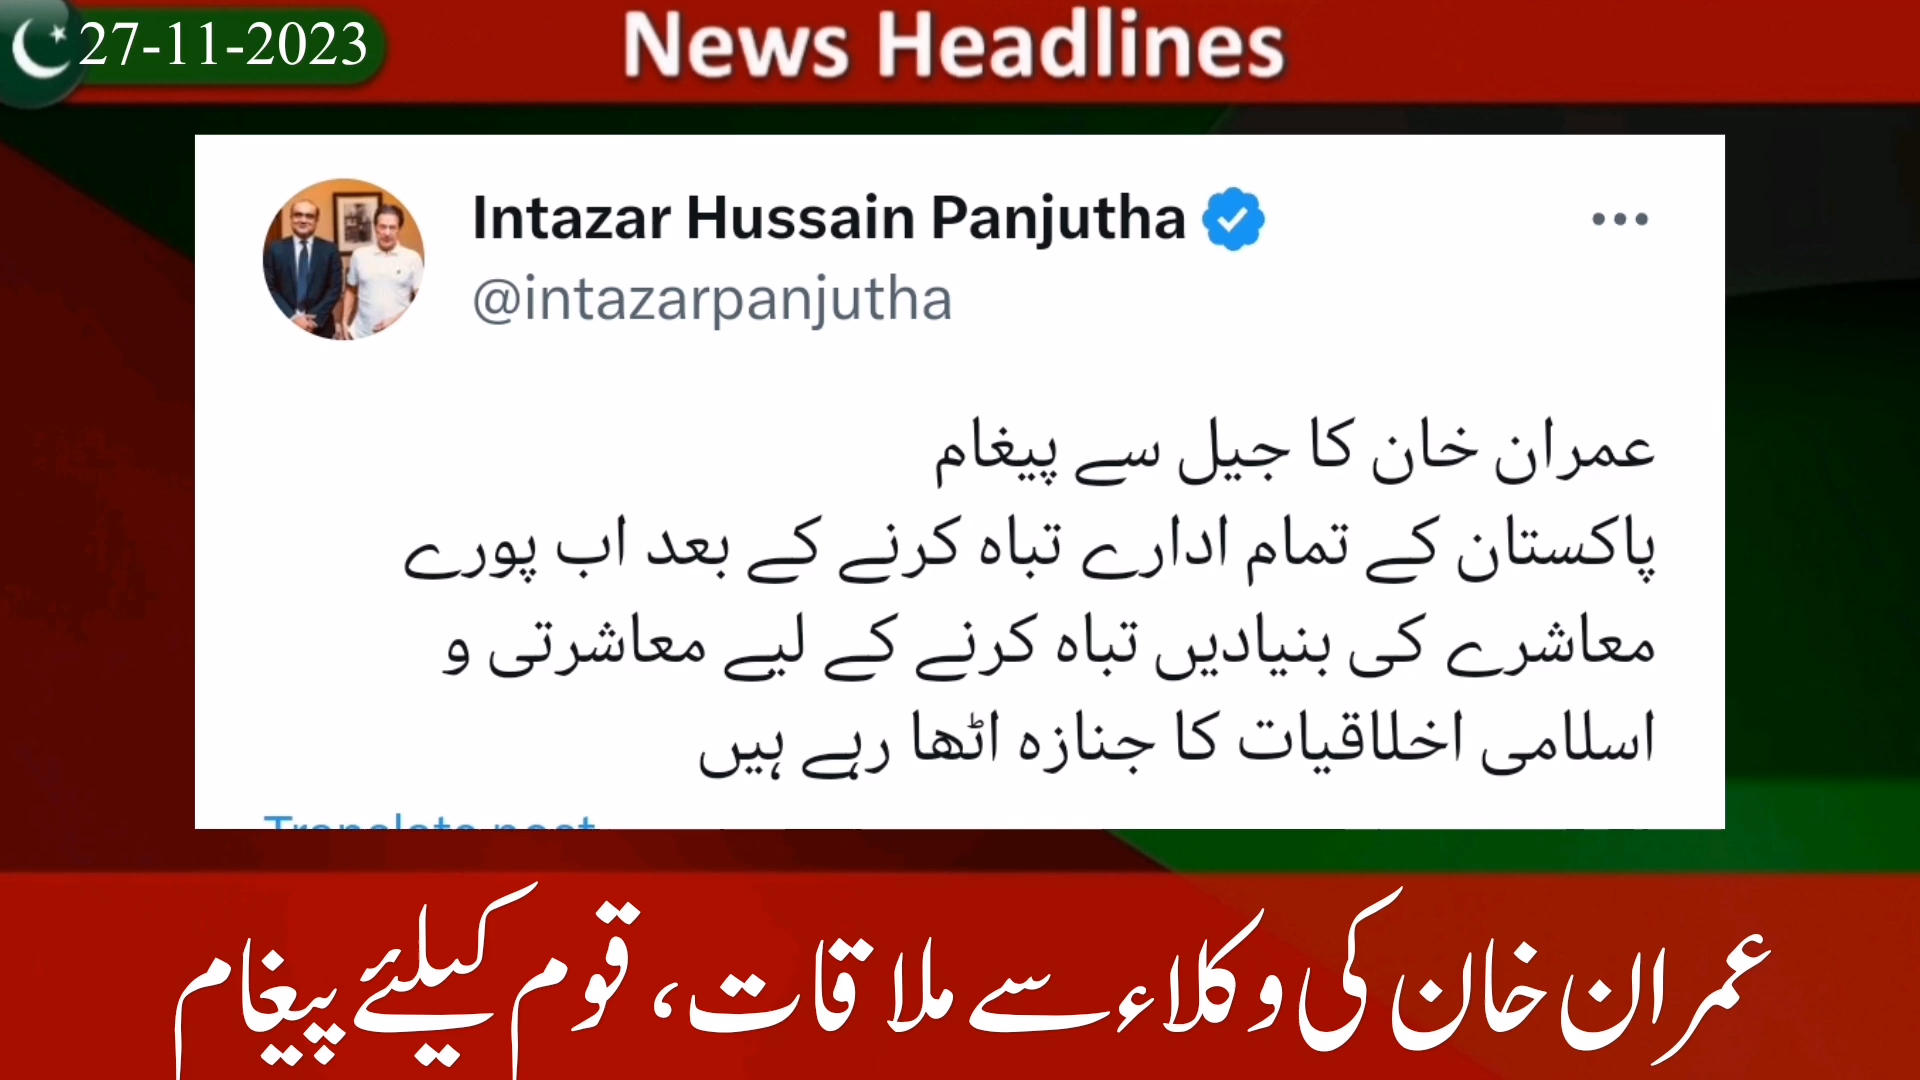 27-11-2023
News Headlines
Intazar Hussain Panjutha
@intazarpanjutha
عمران خان کا جیل سے پیغام
پاکستان کے تمام ادارے تباہ کرنے کے بعد اب پورے
معاشرے کی بنیادیں تباہ کرنے کے لیے معاشرتی و
اسلامی اخلاقیات کا جنازہ اٹھا رہے ہیں
Translate post
عمران خان کی وکلاء سے ملاقات، قوم کیلئے پیغام